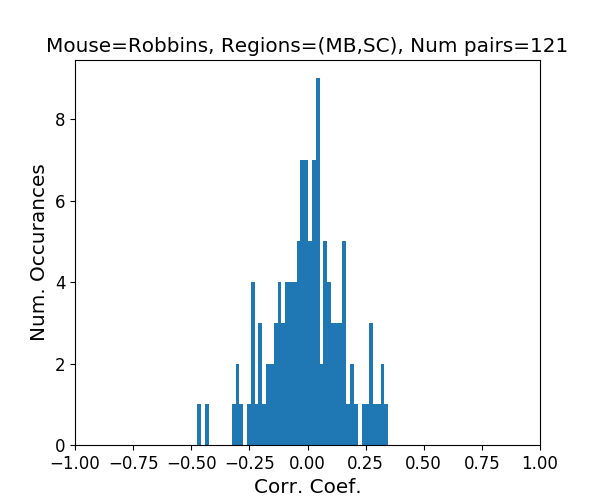 Mouse=Robbins, Regions=(MB,SC), Num pairs=121
Num. Occurances
8
6
4
2
0
−1.00 −0.75 −0.50 −0.25 0.00 0.25 0.50 0.75 1.00
Corr. Coef.